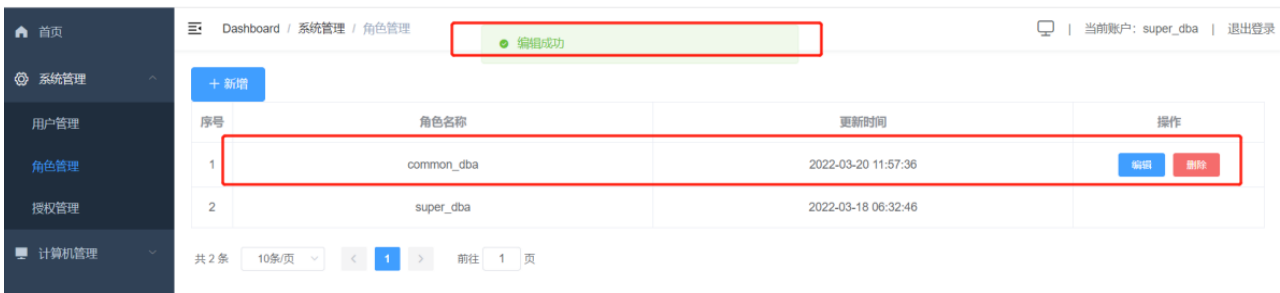 首页
Dashboard / 系统管理 / 角色管理
编辑成功
| 当前账户：super_dba | 退出登录
系统管理
+ 新增
用户管理
序号 角色名称 更新时间 操作
角色管理
1 common_dba 2022-03-20 11:57:36 编辑 删除
授权管理
2 super_dba 2022-03-18 06:32:46
计算机管理
共 2 条 10条/页 < 1 > 前往 1 页